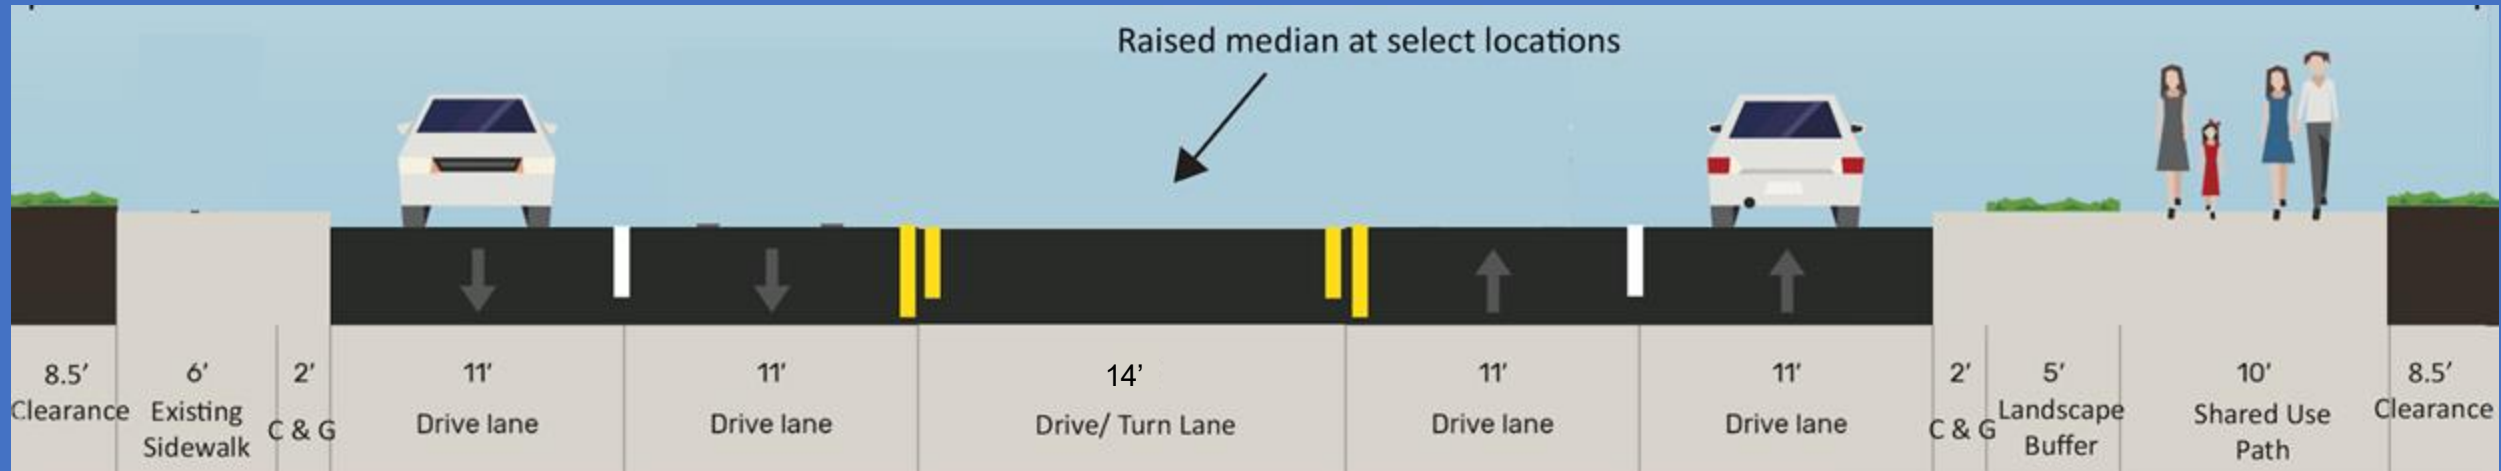 Raised median at select locations
8.5′
Clearance
6′
Existing
Sidewalk
2′
C & G
11′
Drive lane
11′
Drive lane
14’
Drive/ Turn Lane
11′
Drive lane
11′
Drive lane
2′
C & G
5′
Landscape
Buffer
10′
Shared Use
Path
8.5′
Clearance